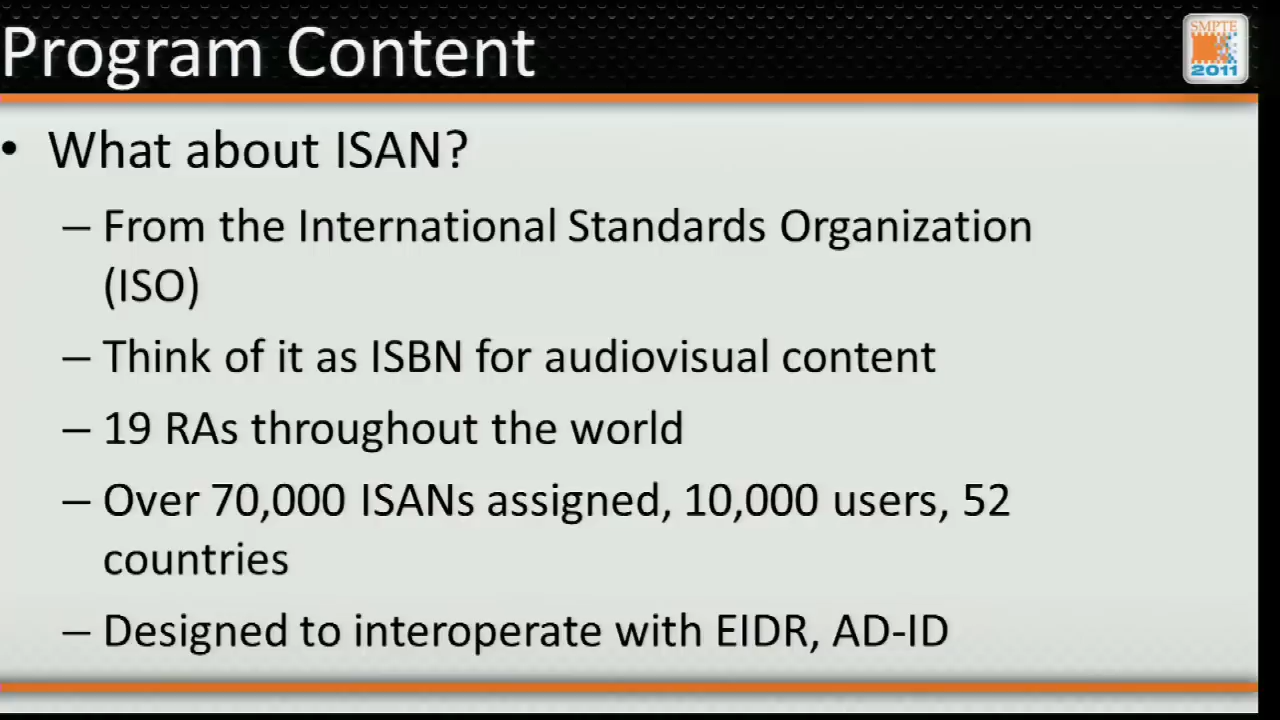 Program Content
SMPTE
2011
• What about ISAN?
– From the International Standards Organization
(ISO)
– Think of it as ISBN for audiovisual content
– 19 RAs throughout the world
– Over 70,000 ISANs assigned, 10,000 users, 52
countries
– Designed to interoperate with EIDR, AD-ID